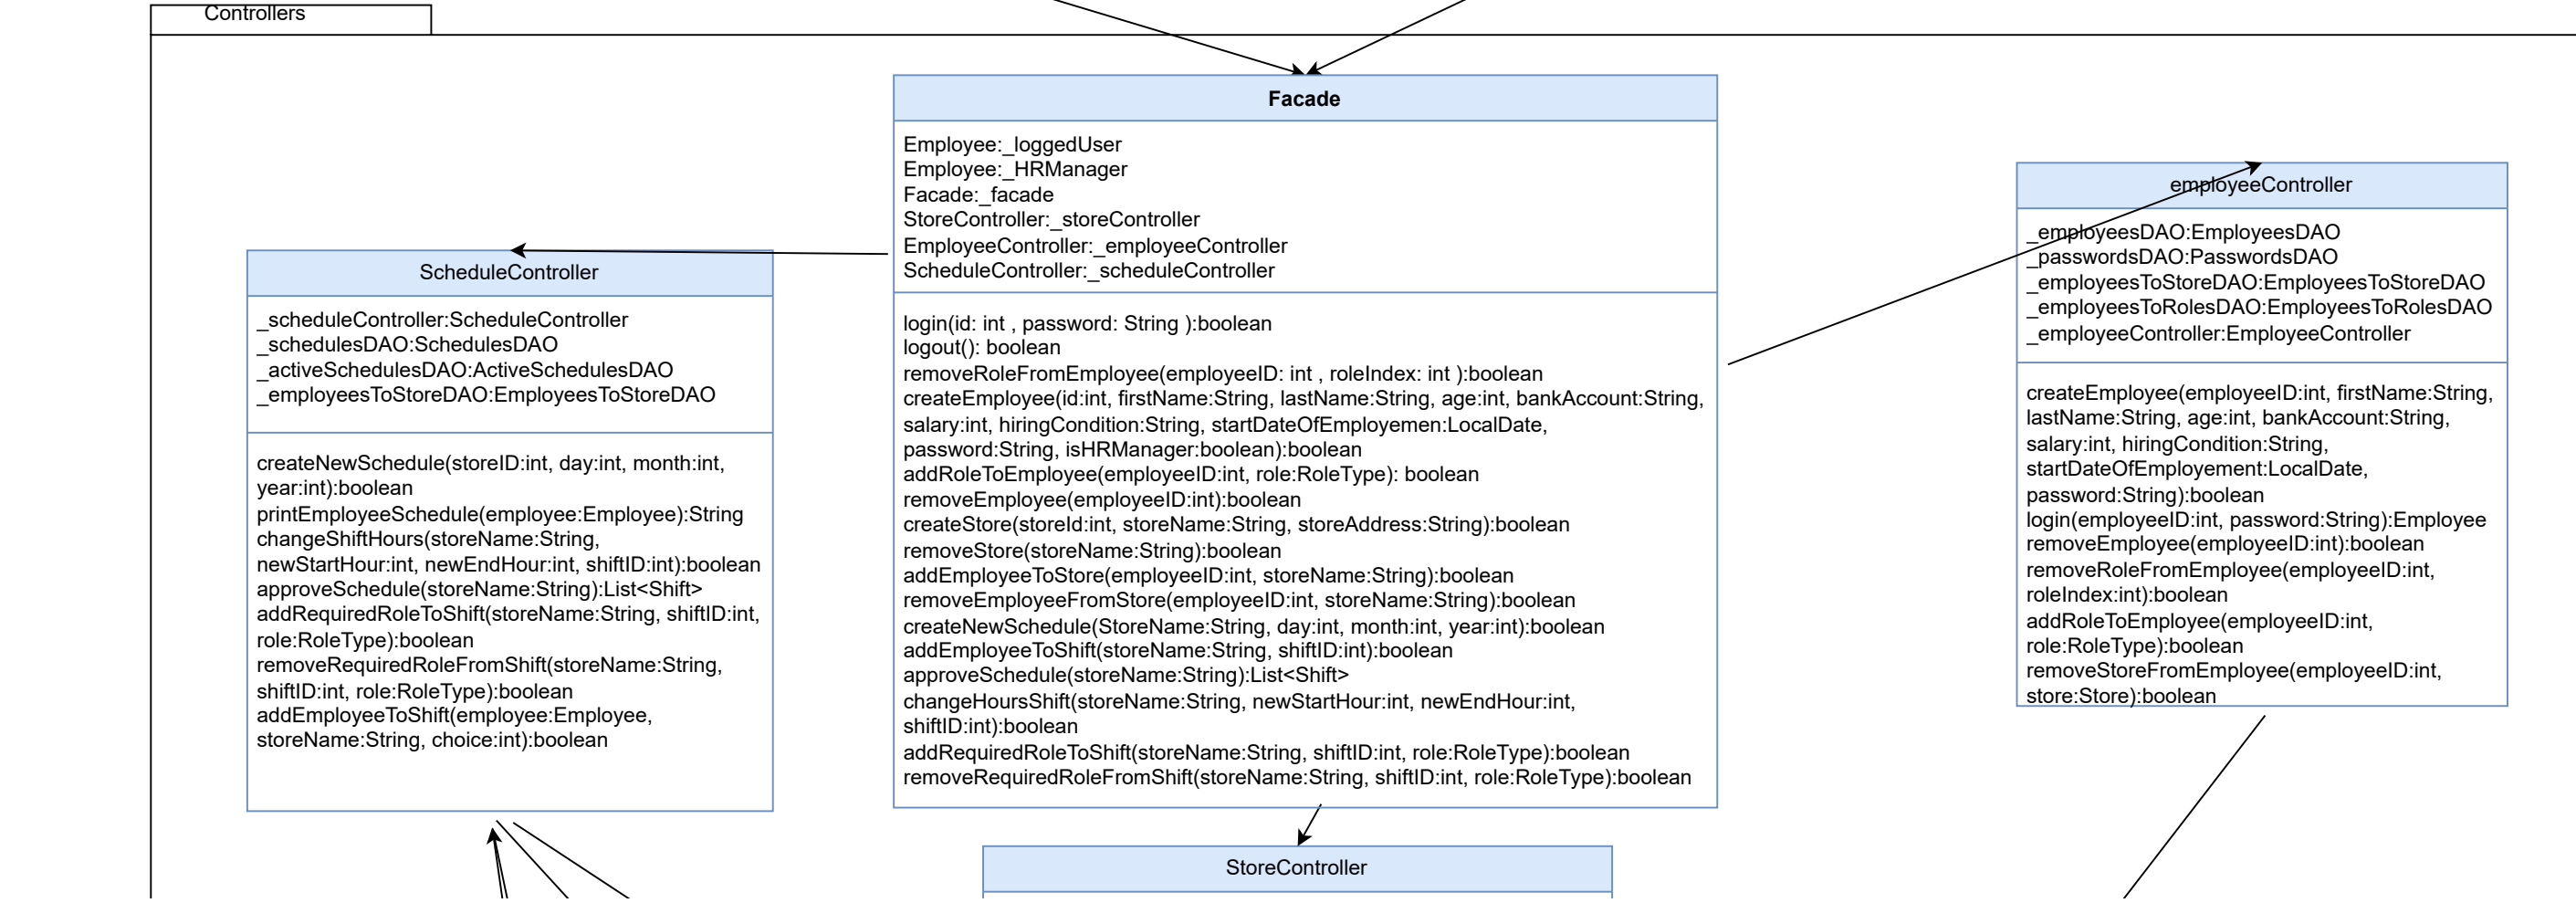 Controllers
Facade
Employee:_loggedUser
Employee:_HRManager
Facade:_facade
StoreController:_storeController
EmployeeController:_employeeController
ScheduleController:_scheduleController
login(id: int , password: String ):boolean
logout(): boolean
removeRoleFromEmployee(employeeID: int , roleIndex: int ):boolean
createEmployee(id:int, firstName:String, lastName:String, age:int, bankAccount:String,
salary:int, hiringCondition:String, startDateOfEmployemen:LocalDate,
password:String, isHRManager:boolean):boolean
addRoleToEmployee(employeeID:int, role:RoleType): boolean
removeEmployee(employeeID:int):boolean
createStore(storeId:int, storeName:String, storeAddress:String):boolean
removeStore(storeName:String):boolean
addEmployeeToStore(employeeID:int, storeName:String):boolean
removeEmployeeFromStore(employeeID:int, storeName:String):boolean
createNewSchedule(StoreName:String, day:int, month:int, year:int):boolean
addEmployeeToShift(storeName:String, shiftID:int):boolean
approveSchedule(storeName:String):List<Shift>
changeHoursShift(storeName:String, newStartHour:int, newEndHour:int,
shiftID:int):boolean
addRequiredRoleToShift(storeName:String, shiftID:int, role:RoleType):boolean
removeRequiredRoleFromShift(storeName:String, shiftID:int, role:RoleType):boolean
employeeController
_employeesDAO:EmployeesDAO
_passwordsDAO:PasswordsDAO
_employeesToStoreDAO:EmployeesToStoreDAO
_employeesToRolesDAO:EmployeesToRolesDAO
_employeeController:EmployeeController
createEmployee(employeeID:int, firstName:String,
lastName:String, age:int, bankAccount:String,
salary:int, hiringCondition:String,
startDateOfEmployement:LocalDate,
password:String):boolean
login(employeeID:int, password:String):Employee
removeEmployee(employeeID:int):boolean
removeRoleFromEmployee(employeeID:int,
roleIndex:int):boolean
addRoleToEmployee(employeeID:int,
role:RoleType):boolean
removeStoreFromEmployee(employeeID:int,
store:Store):boolean
ScheduleController
_scheduleController:ScheduleController
_schedulesDAO:SchedulesDAO
_activeSchedulesDAO:ActiveSchedulesDAO
_employeesToStoreDAO:EmployeesToStoreDAO
createNewSchedule(storeID:int, day:int, month:int,
year:int):boolean
printEmployeeSchedule(employee:Employee):String
changeShiftHours(storeName:String,
newStartHour:int, newEndHour:int, shiftID:int):boolean
approveSchedule(storeName:String):List<Shift>
addRequiredRoleToShift(storeName:String, shiftID:int,
role:RoleType):boolean
removeRequiredRoleFromShift(storeName:String,
shiftID:int, role:RoleType):boolean
addEmployeeToShift(employee:Employee,
storeName:String, choice:int):boolean
StoreController